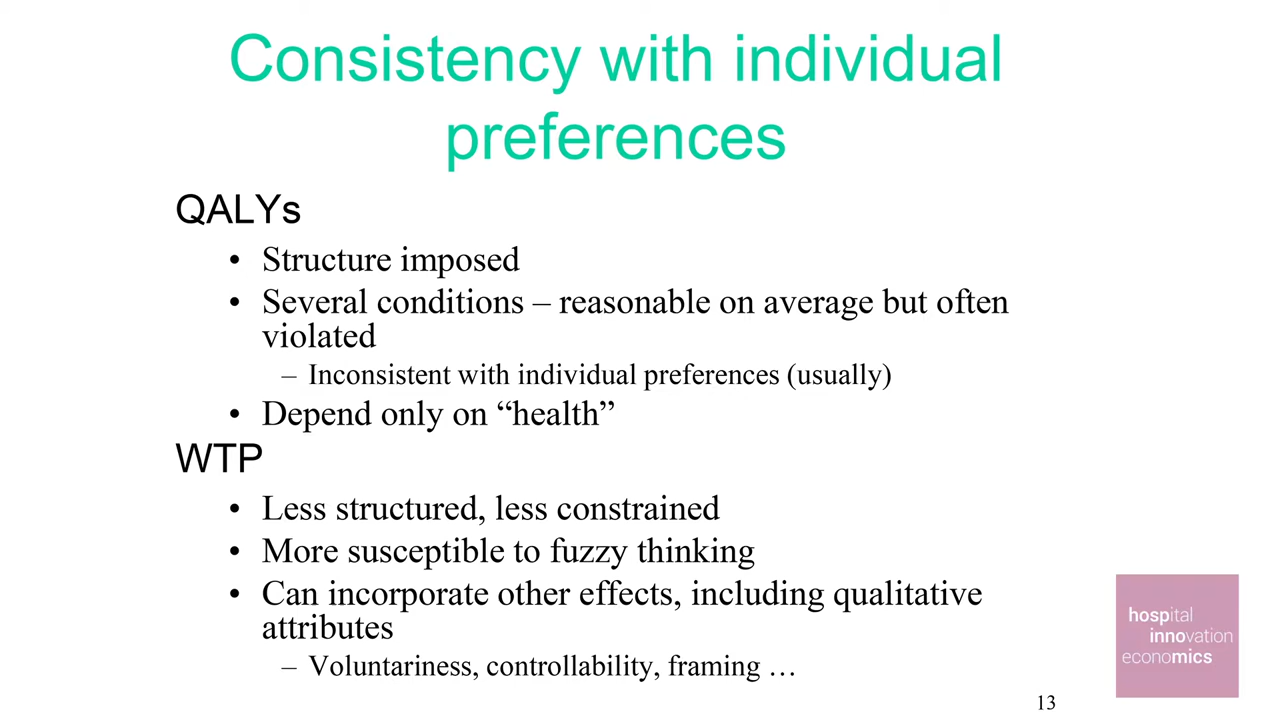 Consistency with individual
preferences
QALYs
• Structure imposed
• Several conditions – reasonable on average but often
violated
– Inconsistent with individual preferences (usually)
• Depend only on “health”
WTP
• Less structured, less constrained
• More susceptible to fuzzy thinking
• Can incorporate other effects, including qualitative
attributes
– Voluntariness, controllability, framing …
hospital
innovation
economics
13